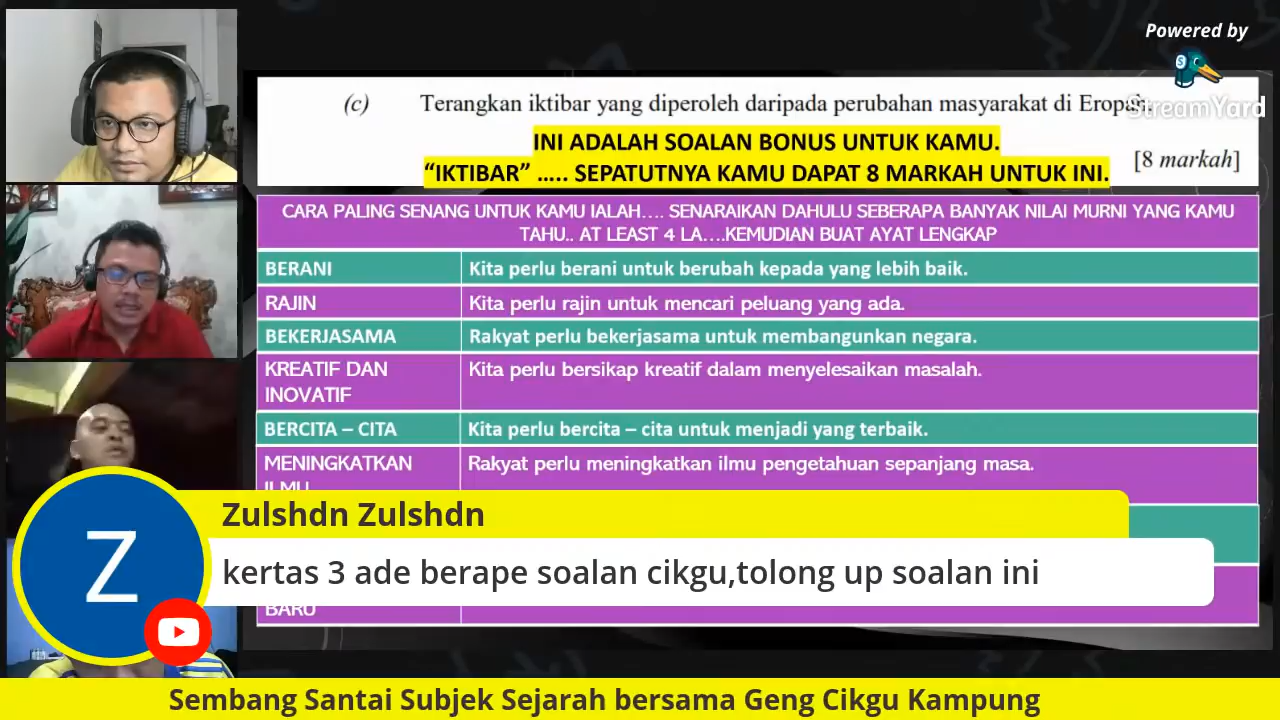 Powered by
StreamYard
(c) Terangkan iktibar yang diperoleh daripada perubahan masyarakat di Eropah.
INI ADALAH SOALAN BONUS UNTUK KAMU.
“IKTIBAR” ….. SEPATUTNYA KAMU DAPAT 8 MARKAH UNTUK INI.
[8 markah]
CARA PALING SENANG UNTUK KAMU IALAH…. SENARAIKAN DAHULU SEBERAPA BANYAK NILAI MURNI YANG KAMU
TAHU.. AT LEAST 4 LA….KEMUDIAN BUAT AYAT LENGKAP
BERANI Kita perlu berani untuk berubah kepada yang lebih baik.
RAJIN Kita perlu rajin untuk mencari peluang yang ada.
BEKERJASAMA Rakyat perlu bekerjasama untuk membangunkan negara.
KREATIF DAN Kita perlu bersikap kreatif dalam menyelesaikan masalah.
INOVATIF
BERCITA – CITA Kita perlu bercita – cita untuk menjadi yang terbaik.
MENINGKATKAN Rakyat perlu meningkatkan ilmu pengetahuan sepanjang masa.
ILMU
Z
Zulshdn Zulshdn
kertas 3 ade berape soalan cikgu,tolong up soalan ini
BARU
Sembang Santai Subjek Sejarah bersama Geng Cikgu Kampung